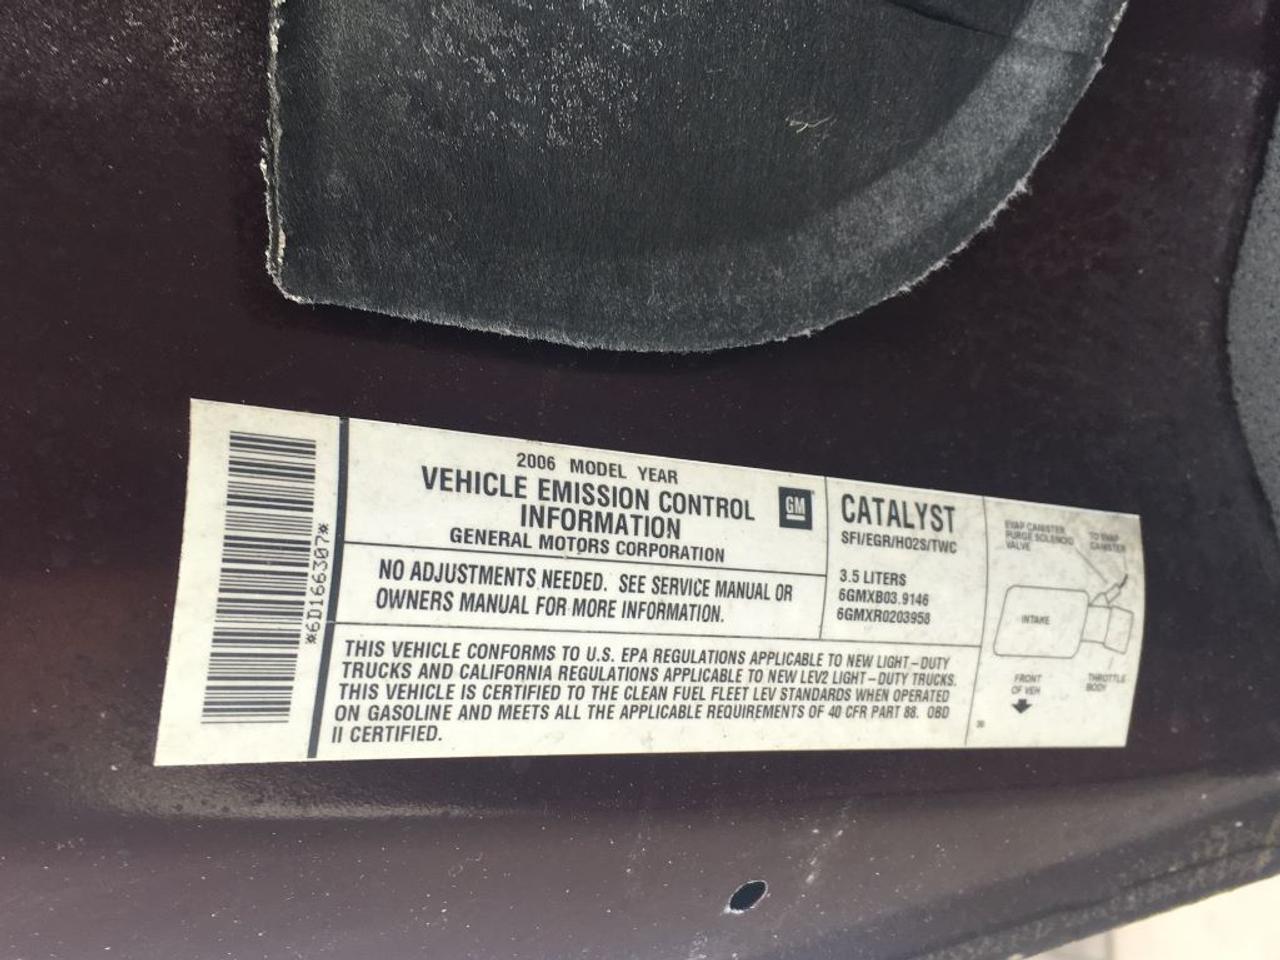 *6D166307*
2006 MODEL YEAR
VEHICLE EMISSION CONTROL
INFORMATION
GENERAL MOTORS CORPORATION
GM
NO ADJUSTMENTS NEEDED. SEE SERVICE MANUAL OR
OWNERS MANUAL FOR MORE INFORMATION.
CATALYST
SFI/EGR/HO2S/TWC
3.5 LITERS
6GMXB03.9146
6GMXR0203958
THIS VEHICLE CONFORMS TO U.S. EPA REGULATIONS APPLICABLE TO NEW LIGHT-DUTY
TRUCKS AND CALIFORNIA REGULATIONS APPLICABLE TO NEW LEV2 LIGHT-DUTY TRUCKS.
THIS VEHICLE IS CERTIFIED TO THE CLEAN FUEL FLEET LEV STANDARDS WHEN OPERATED
ON GASOLINE AND MEETS ALL THE APPLICABLE REQUIREMENTS OF 40 CFR PART 88. OBD
II CERTIFIED.
EVAP CANISTER
PURGE SOLENOID
VALVE
TO EVAP
CANISTER
INTAKE
FRONT
OF VEH
THROTTLE
BODY